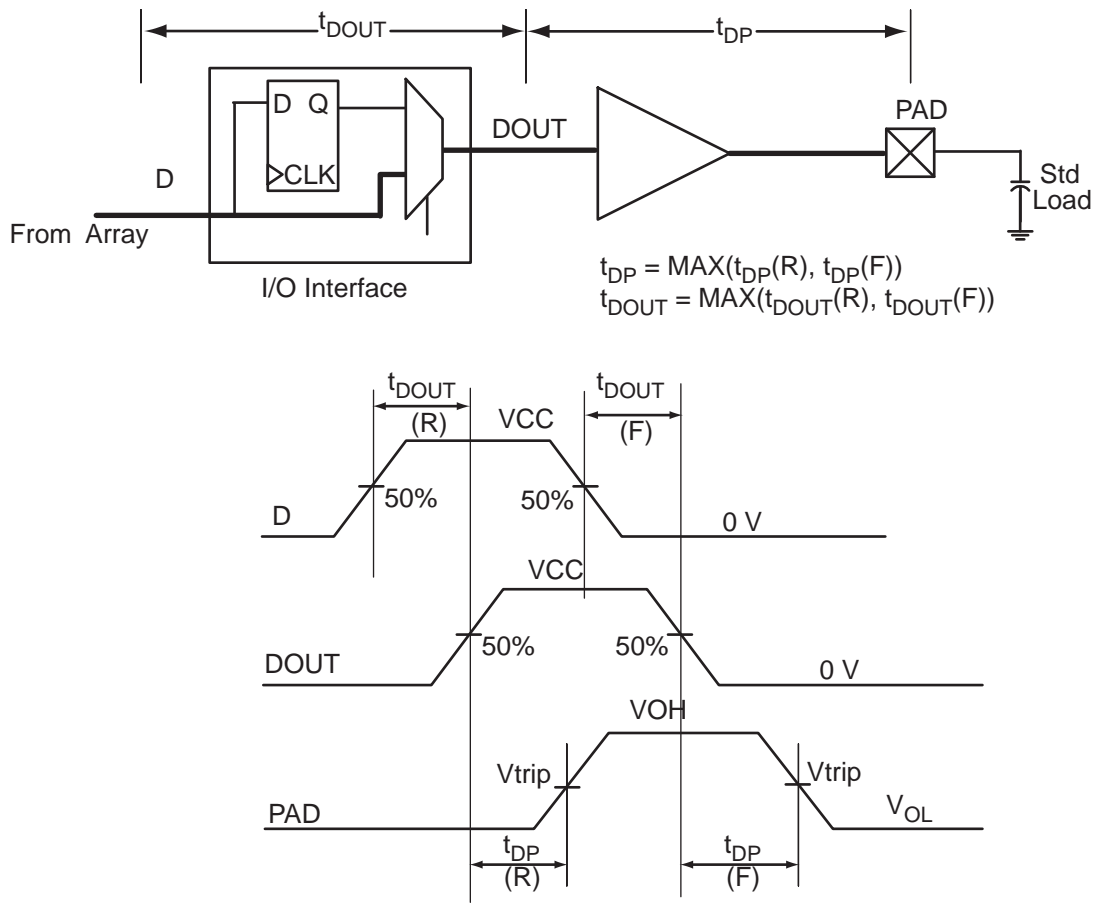 tDOUT
tDP
D Q
CLK
D
From Array
I/O Interface
DOUT
PAD
Std
Load
tDP = MAX(tDP(R), tDP(F))
tDOUT = MAX(tDOUT(R), tDOUT(F))
tDOUT
(R)
VCC
tDOUT
(F)
50%
50%
D
0 V
VCC
50%
50%
DOUT
0 V
VOH
Vtrip
Vtrip
PAD
VOL
tDP
(R)
tDP
(F)